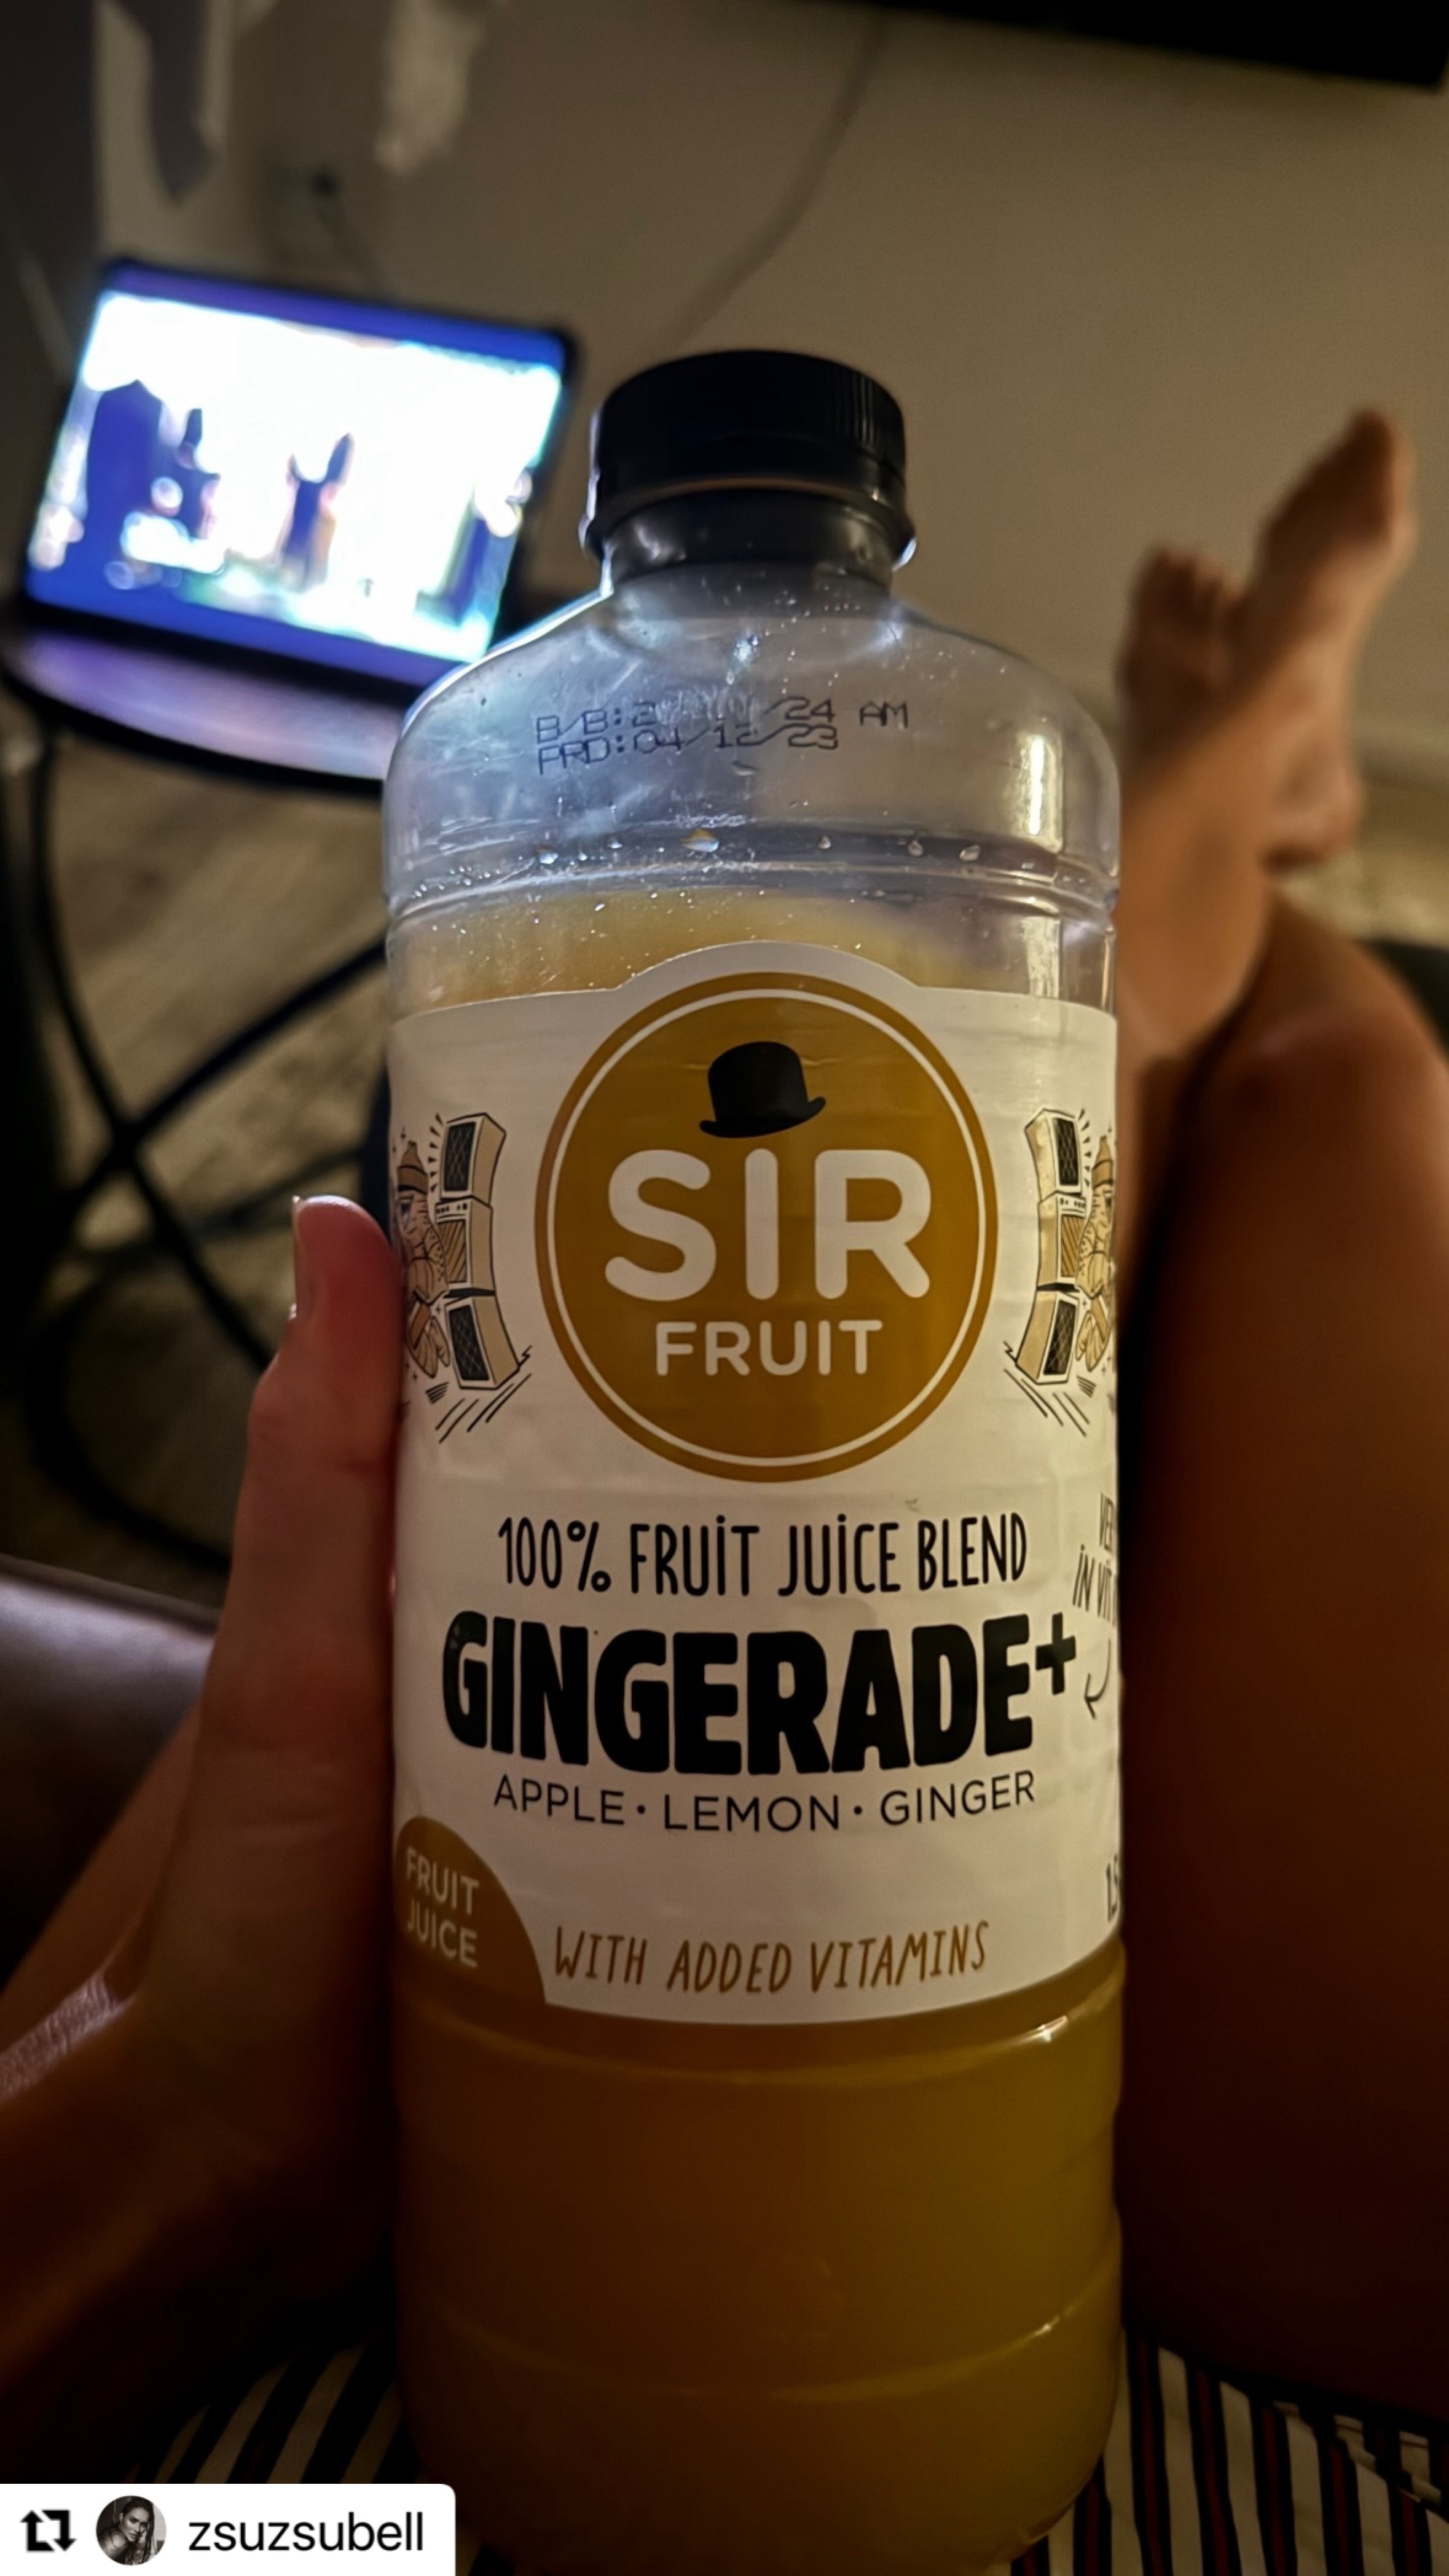 B/B:2 /24 AM
PRD:04/12/23
SIR
FRUIT
100% FRUIT JUICE BLEND
GINGERADE+
APPLE • LEMON • GINGER
FRUIT
JUICE
WITH ADDED VITAMINS
IN
zsuzsubell